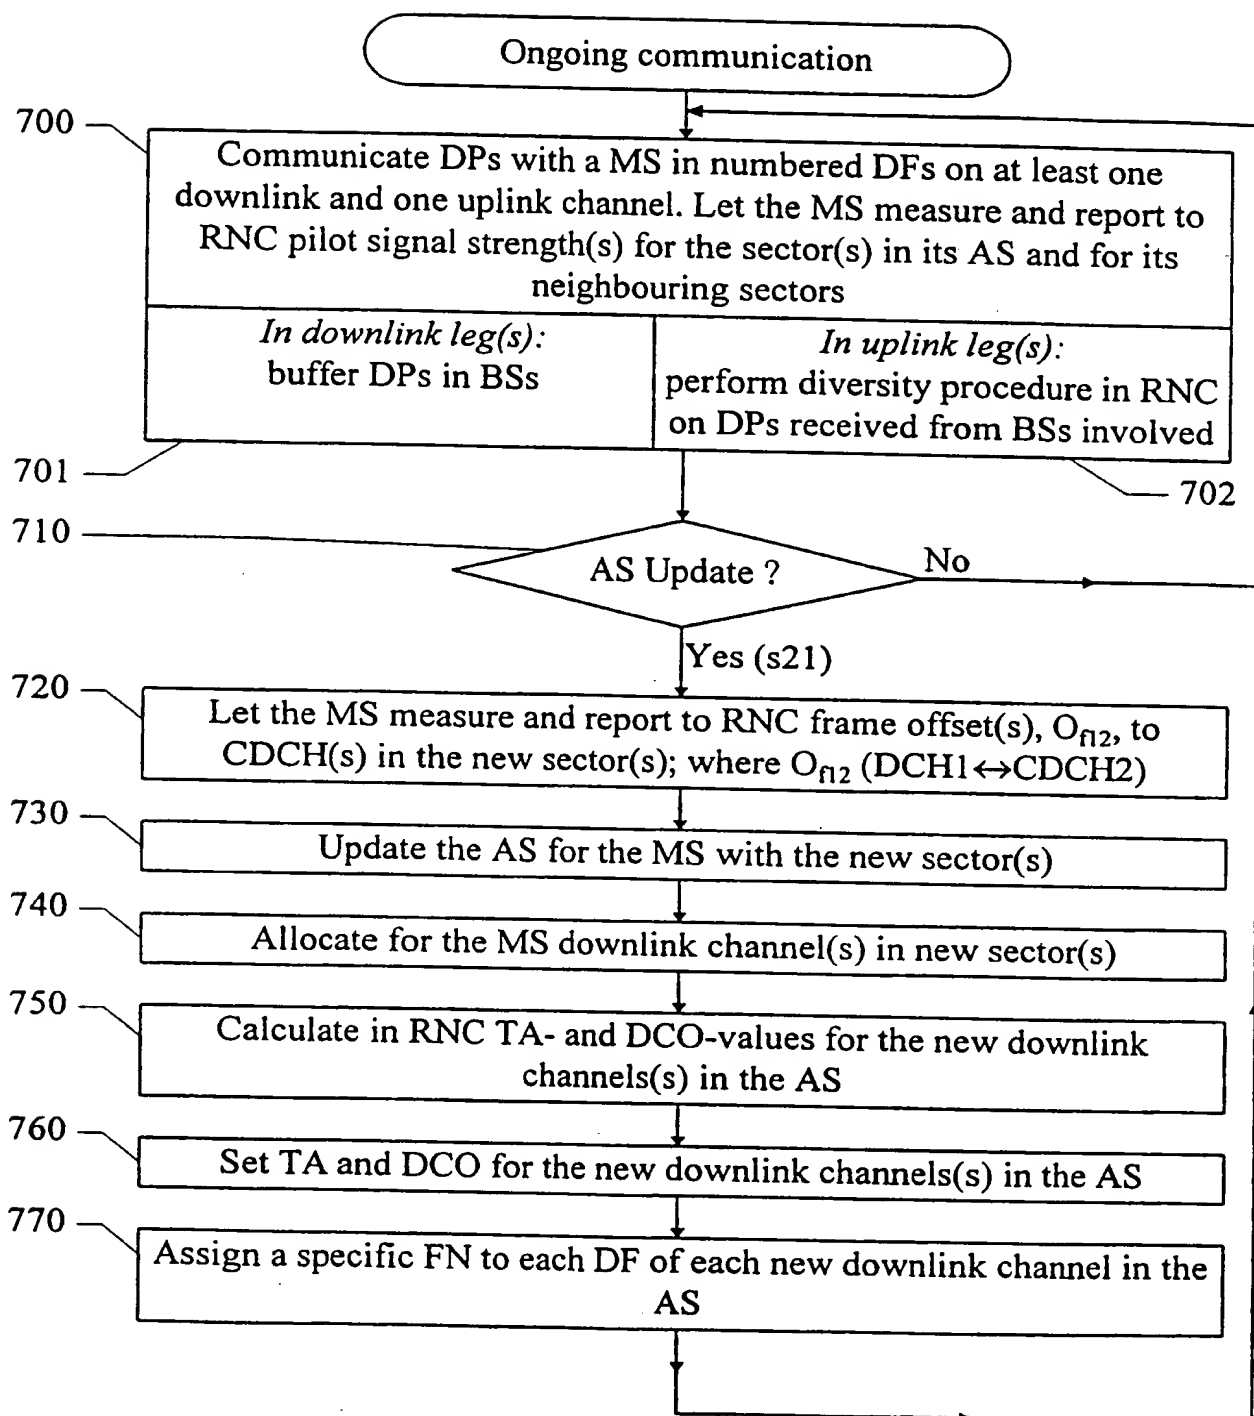 Ongoing communication
700
Communicate DPs with a MS in numbered DFs on at least one
downlink and one uplink channel. Let the MS measure and report to
RNC pilot signal strength(s) for the sector(s) in its AS and for its
neighbouring sectors
In downlink leg(s):
buffer DPs in BSs
In uplink leg(s):
perform diversity procedure in RNC
on DPs received from BSs involved
701
702
710
AS Update ?
No
Yes (s21)
720
Let the MS measure and report to RNC frame offset(s), Of12, to
CDCH(s) in the new sector(s); where Of12 (DCH1↔CDCH2)
730
Update the AS for the MS with the new sector(s)
740
Allocate for the MS downlink channel(s) in new sector(s)
750
Calculate in RNC TA- and DCO-values for the new downlink
channels(s) in the AS
760
Set TA and DCO for the new downlink channels(s) in the AS
770
Assign a specific FN to each DF of each new downlink channel in the
AS